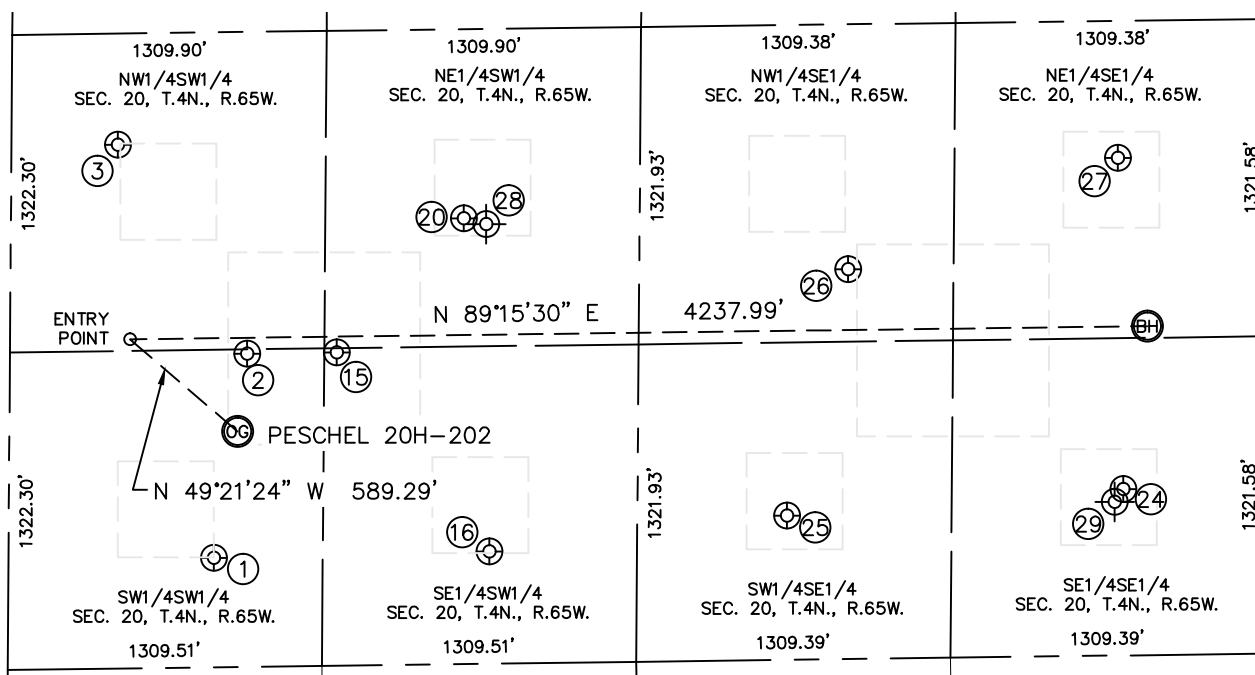 1309.90'
1309.90'
1309.38'
1309.38'
NW1/4SW1/4
SEC. 20, T.4N., R.65W.
NE1/4SW1/4
SEC. 20, T.4N., R.65W.
NW1/4SE1/4
SEC. 20, T.4N., R.65W.
NE1/4SE1/4
SEC. 20, T.4N., R.65W.
1322.30'
3
20
28
1321.93'
26
27
1321.58'
ENTRY
POINT
N 89°15'30" E 4237.99'
BH
2
15
OG PESCHEL 20H-202
N 49°21'24" W 589.29'
1322.30'
1
16
1321.93'
25
29
24
1321.58'
SW1/4SW1/4
SEC. 20, T.4N., R.65W.
SE1/4SW1/4
SEC. 20, T.4N., R.65W.
SW1/4SE1/4
SEC. 20, T.4N., R.65W.
SE1/4SE1/4
SEC. 20, T.4N., R.65W.
1309.51'
1309.51'
1309.39'
1309.39'